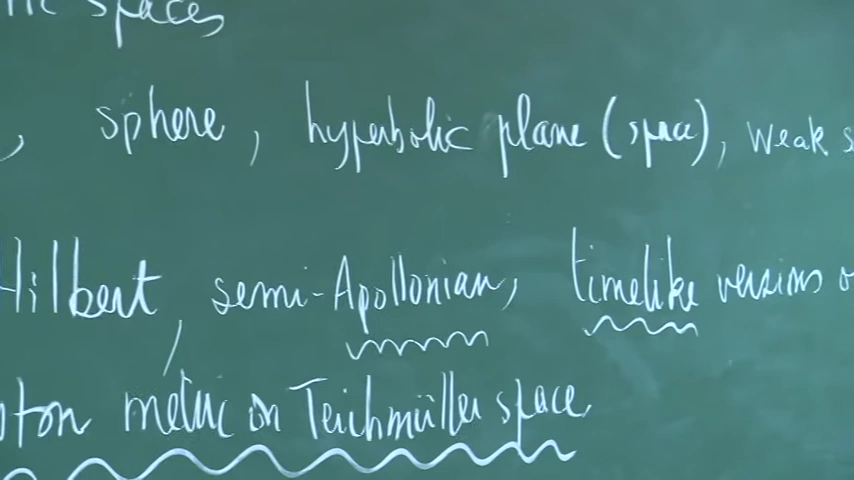 spaces
, sphere, hyperbolic plane (space), weak
Hilbert, semi-Apollonian, timelike versions
metric on Teichmüller space